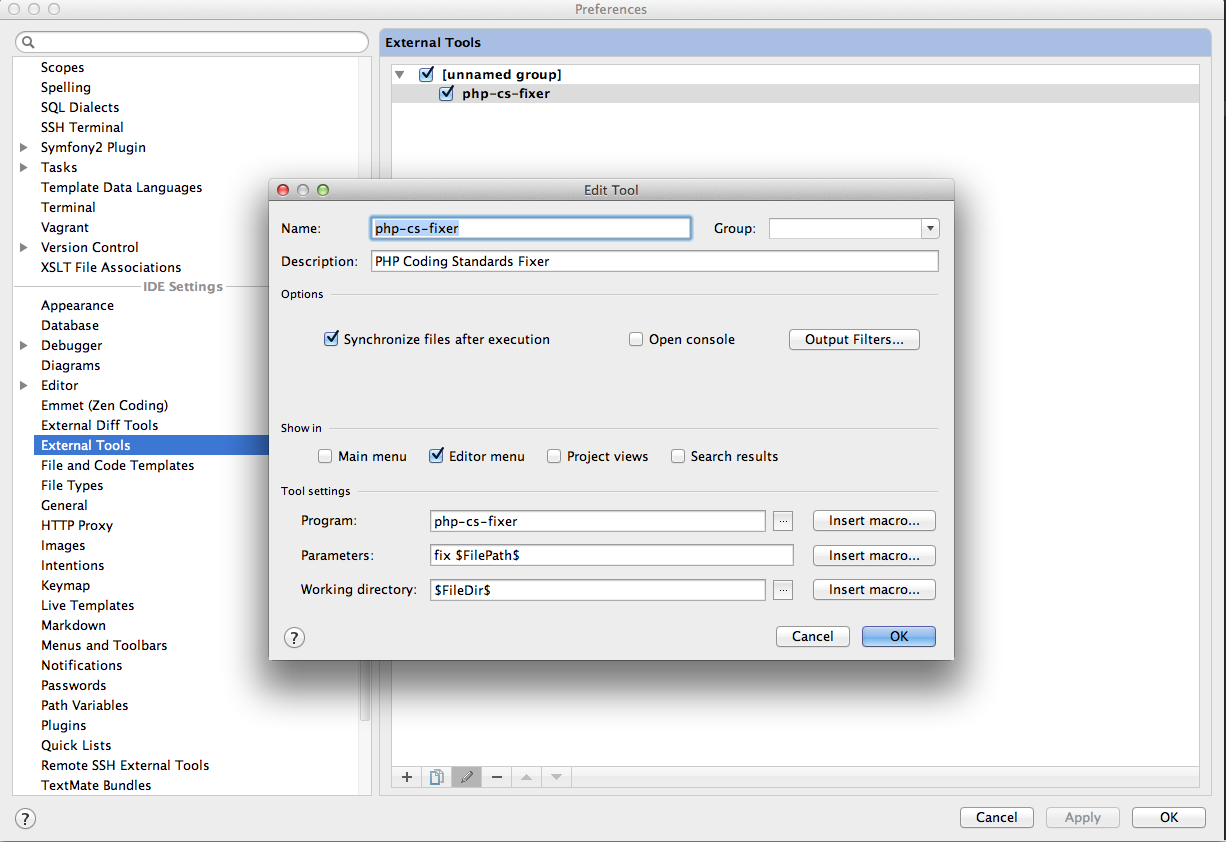 Preferences
External Tools
Scopes
Spelling
SQL Dialects
SSH Terminal
Symfony2 Plugin
Tasks
Template Data Languages
Terminal
Vagrant
Version Control
XSLT File Associations
IDE Settings
Appearance
Database
Debugger
Diagrams
Editor
Emmet (Zen Coding)
External Diff Tools
External Tools
File and Code Templates
File Types
General
HTTP Proxy
Images
Intentions
Keymap
Live Templates
Markdown
Menus and Toolbars
Notifications
Passwords
Path Variables
Plugins
Quick Lists
Remote SSH External Tools
TextMate Bundles
[unnamed group]
php-cs-fixer
Edit Tool
Name: php-cs-fixer Group:
Description: PHP Coding Standards Fixer
Options
Synchronize files after execution Open console Output Filters...
Show in
Main menu Editor menu Project views Search results
Tool settings
Program: php-cs-fixer ... Insert macro...
Parameters: fix $FilePath$ Insert macro...
Working directory: $FileDir$ ... Insert macro...
? Cancel OK
? Cancel Apply OK